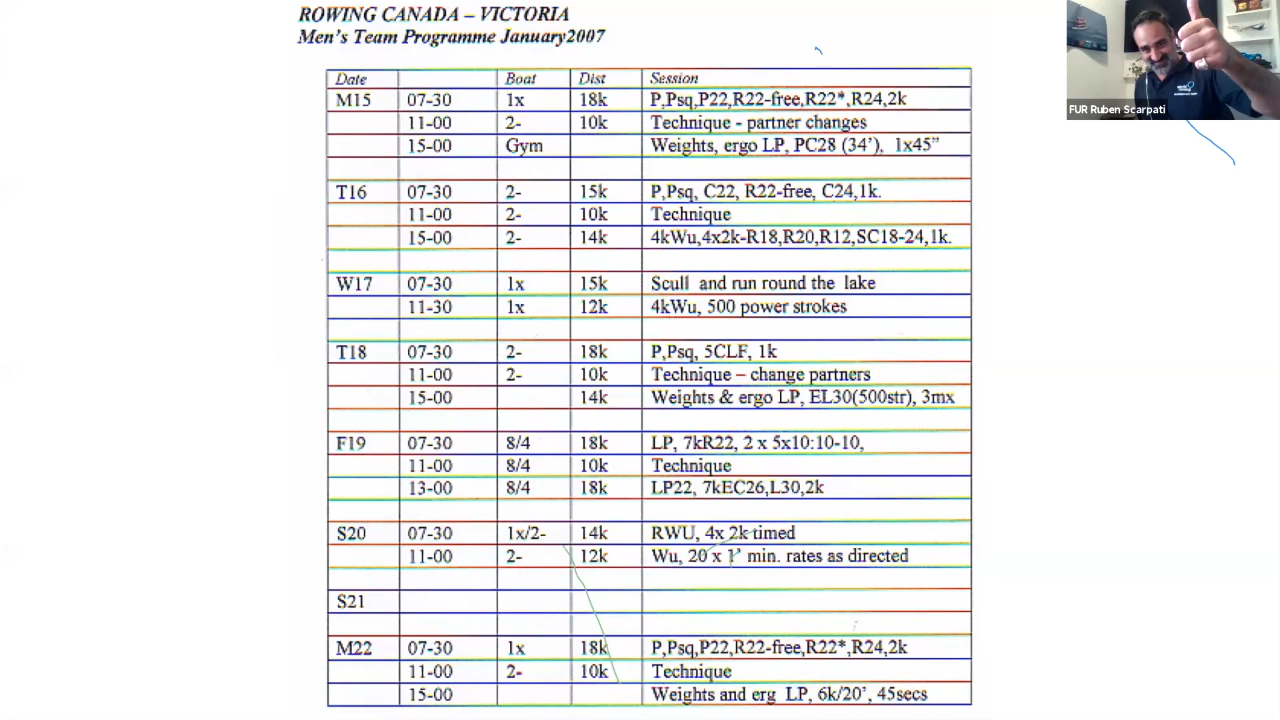 ROWING CANADA – VICTORIA
Men's Team Programme January2007
FUR Ruben Scarpati
Date Boat Dist Session
M15 07-30 1x 18k P,Psq,P22,R22-free,R22*,R24,2k
11-00 2- 10k Technique - partner changes
15-00 Gym Weights, ergo LP, PC28 (34'), 1x45"
T16 07-30 2- 15k P,Psq, C22, R22-free, C24,1k.
11-00 2- 10k Technique
15-00 2- 14k 4kWu,4x2k-R18,R20,R12,SC18-24,1k.
W17 07-30 1x 15k Scull and run round the lake
11-30 1x 12k 4kWu, 500 power strokes
T18 07-30 2- 18k P,Psq, 5CLF, 1k
11-00 2- 10k Technique – change partners
15-00 14k Weights & ergo LP, EL30(500str), 3mx
F19 07-30 8/4 18k LP, 7kR22, 2 x 5x10:10-10,
11-00 8/4 10k Technique
13-00 8/4 18k LP22, 7kEC26,L30,2k
S20 07-30 1x/2- 14k RWU, 4x 2k timed
11-00 2- 12k Wu, 20 x 1' min. rates as directed
S21
M22 07-30 1x 18k P,Psq,P22,R22-free,R22*,R24,2k
11-00 2- 10k Technique
15-00 Weights and erg LP, 6k/20', 45secs